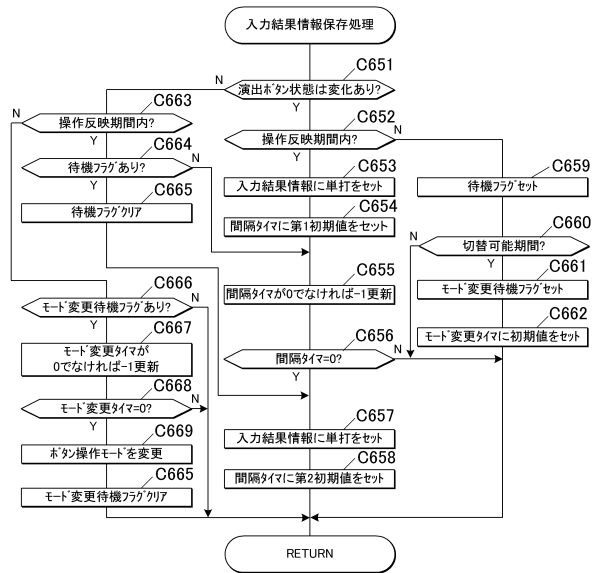 入力結果情報保存処理
C651
演出ボタン状態は変化あり?
N
Y
C663
操作反映期間内?
N
Y
C652
操作反映期間内?
N
Y
C664
待機フラグあり?
N
Y
C653
入力結果情報に単打をセット
C659
待機フラグセット
C665
待機フラグクリア
C654
間隔タイマに第1初期値をセット
C660
切替可能期間?
N
Y
C655
間隔タイマが0でなければ-1更新
C661
モード変更待機フラグセット
C666
モード変更待機フラグあり?
N
Y
C662
モード変更タイマに初期値をセット
C667
モード変更タイマが
0でなければ-1更新
C656
間隔タイマ=0?
N
Y
C668
モード変更タイマ=0?
N
Y
C657
入力結果情報に単打をセット
C669
ボタン操作モードを変更
C658
間隔タイマに第2初期値をセット
C665
モード変更待機フラグクリア
RETURN